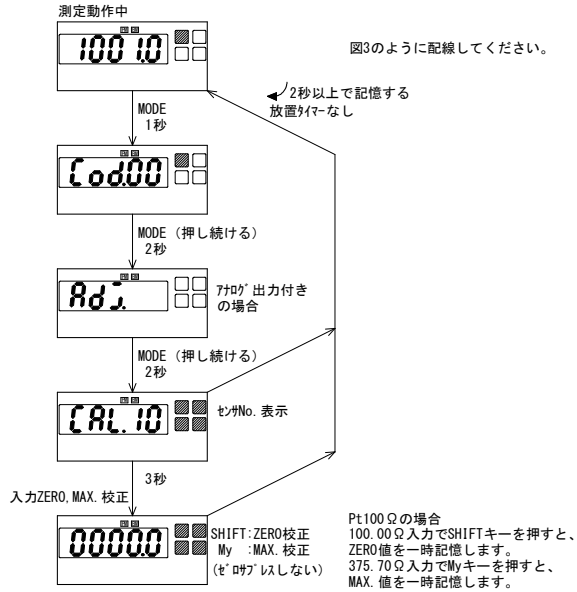 測定動作中
1001.0
図3のように配線してください。
2秒以上で記憶する
放置ﾀｲﾏｰなし
MODE
1秒
Cod.00
MODE (押し続ける)
2秒
Adj.
ｱﾅﾛｸﾞ出力付き
の場合
MODE (押し続ける)
2秒
CAL.10
ｾﾝｻNo. 表示
3秒
入力ZERO, MAX. 校正
0000.0
SHIFT:ZERO校正
My :MAX. 校正
(ｾﾞﾛｻﾌﾟﾚｽしない)
Pt100Ωの場合
100.00Ω入力でSHIFTキーを押すと、
ZERO値を一時記憶します。
375.70Ω入力でMyキーを押すと、
MAX. 値を一時記憶します。